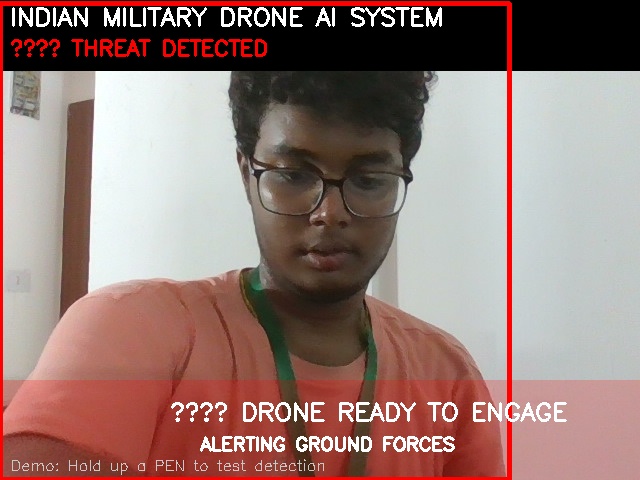 INDIAN MILITARY DRONE AI SYSTEM
???? THREAT DETECTED
???? DRONE READY TO ENGAGE
ALERTING GROUND FORCES
Demo: Hold up a PEN to test detection